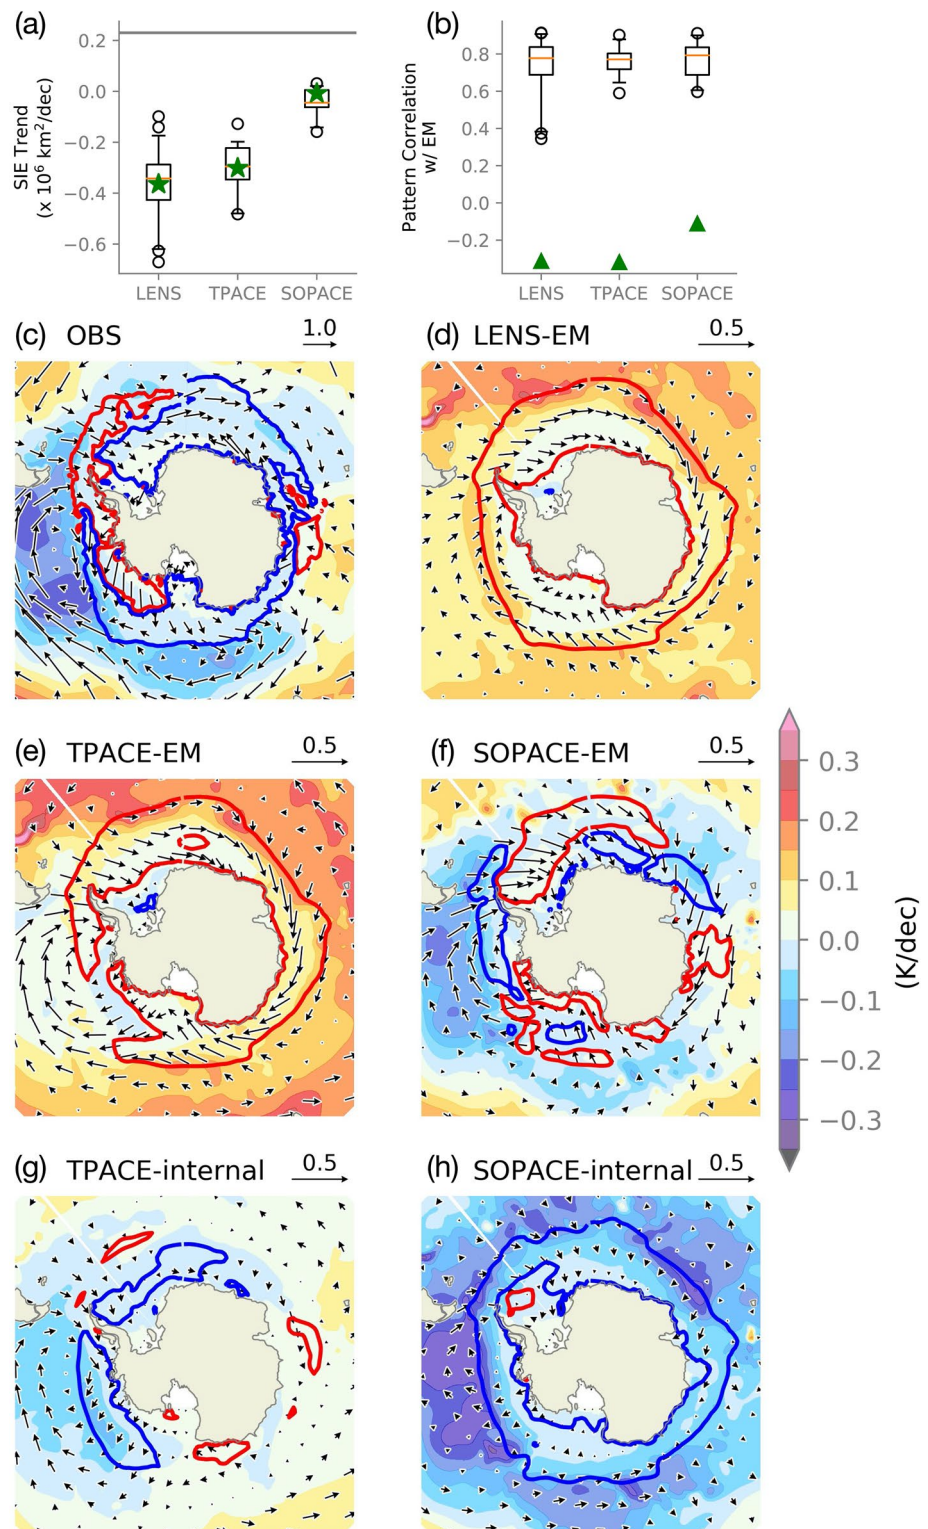 (a)
(b)
SIE Trend
(x 10⁶ km²/dec)
0.2
0.0
−0.2
−0.4
−0.6
LENS TPACE SOPACE
Pattern Correlation
w/ EM
0.8
0.6
0.4
0.2
0.0
−0.2
LENS TPACE SOPACE
(c) OBS 1.0
(d) LENS-EM 0.5
(e) TPACE-EM 0.5
(f) SOPACE-EM 0.5
0.3
0.2
0.1
0.0
−0.1
−0.2
−0.3
(K/dec)
(g) TPACE-internal 0.5
(h) SOPACE-internal 0.5